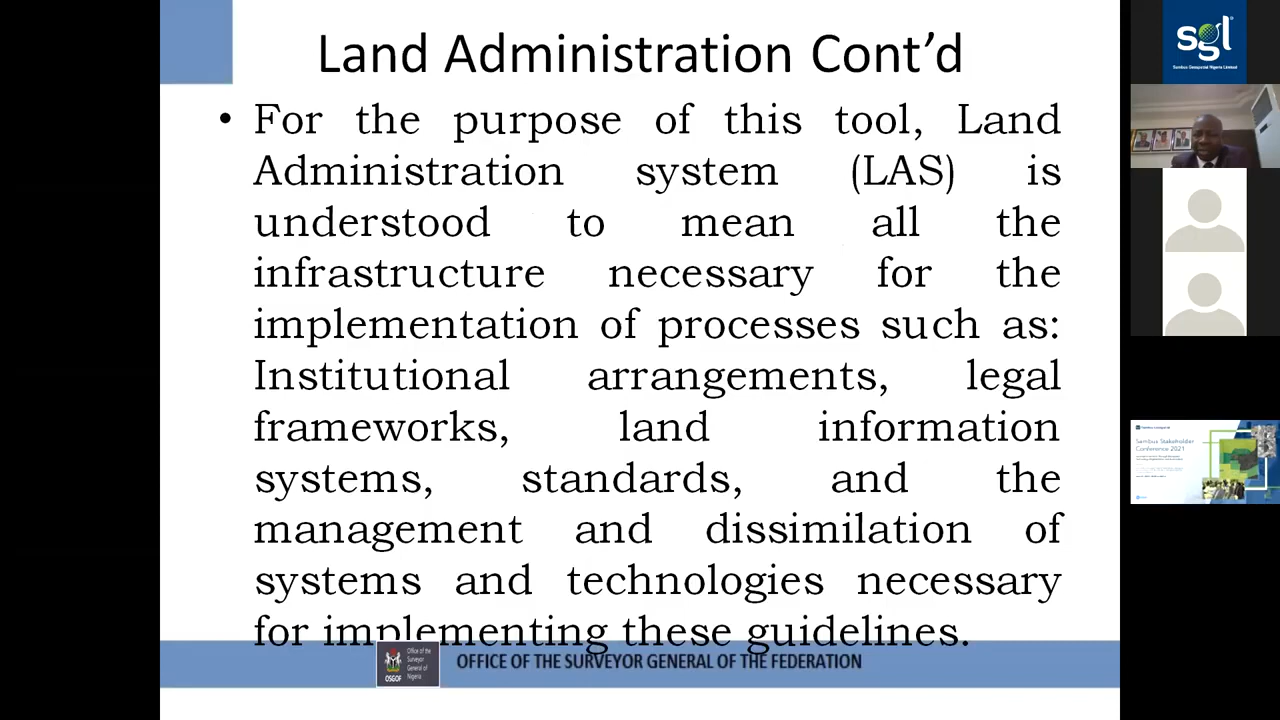 Land Administration Cont'd
• For the purpose of this tool, Land
Administration system (LAS) is
understood to mean all the
infrastructure necessary for the
implementation of processes such as:
Institutional arrangements, legal
frameworks, land information
systems, standards, and the
management and dissimilation of
systems and technologies necessary
for implementing these guidelines.
OSGOF
Office of the
Surveyor
General of
Nigeria
OFFICE OF THE SURVEYOR GENERAL OF THE FEDERATION
sgl
Sambus Geospatial Nigeria Limited
Sambus Stakeholder
Conference 2021